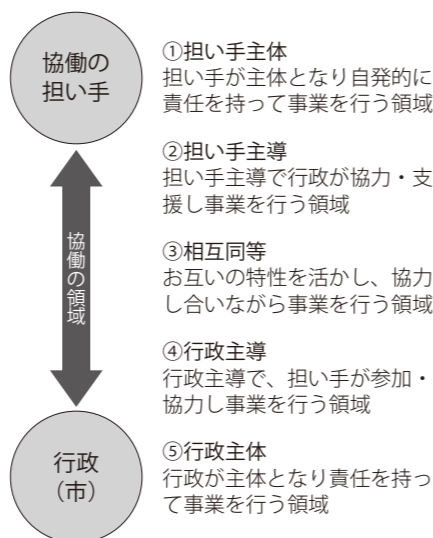 協働の
担い手
①担い手主体
担い手が主体となり自発的に
責任を持って事業を行う領域
②担い手主導
担い手主導で行政が協力・支
援し事業を行う領域
協働の領域
③相互同等
お互いの特性を活かし、協力
し合いながら事業を行う領域
④行政主導
行政主導で、担い手が参加・
協力し事業を行う領域
行政
（市）
⑤行政主体
行政が主体となり責任を持っ
て事業を行う領域